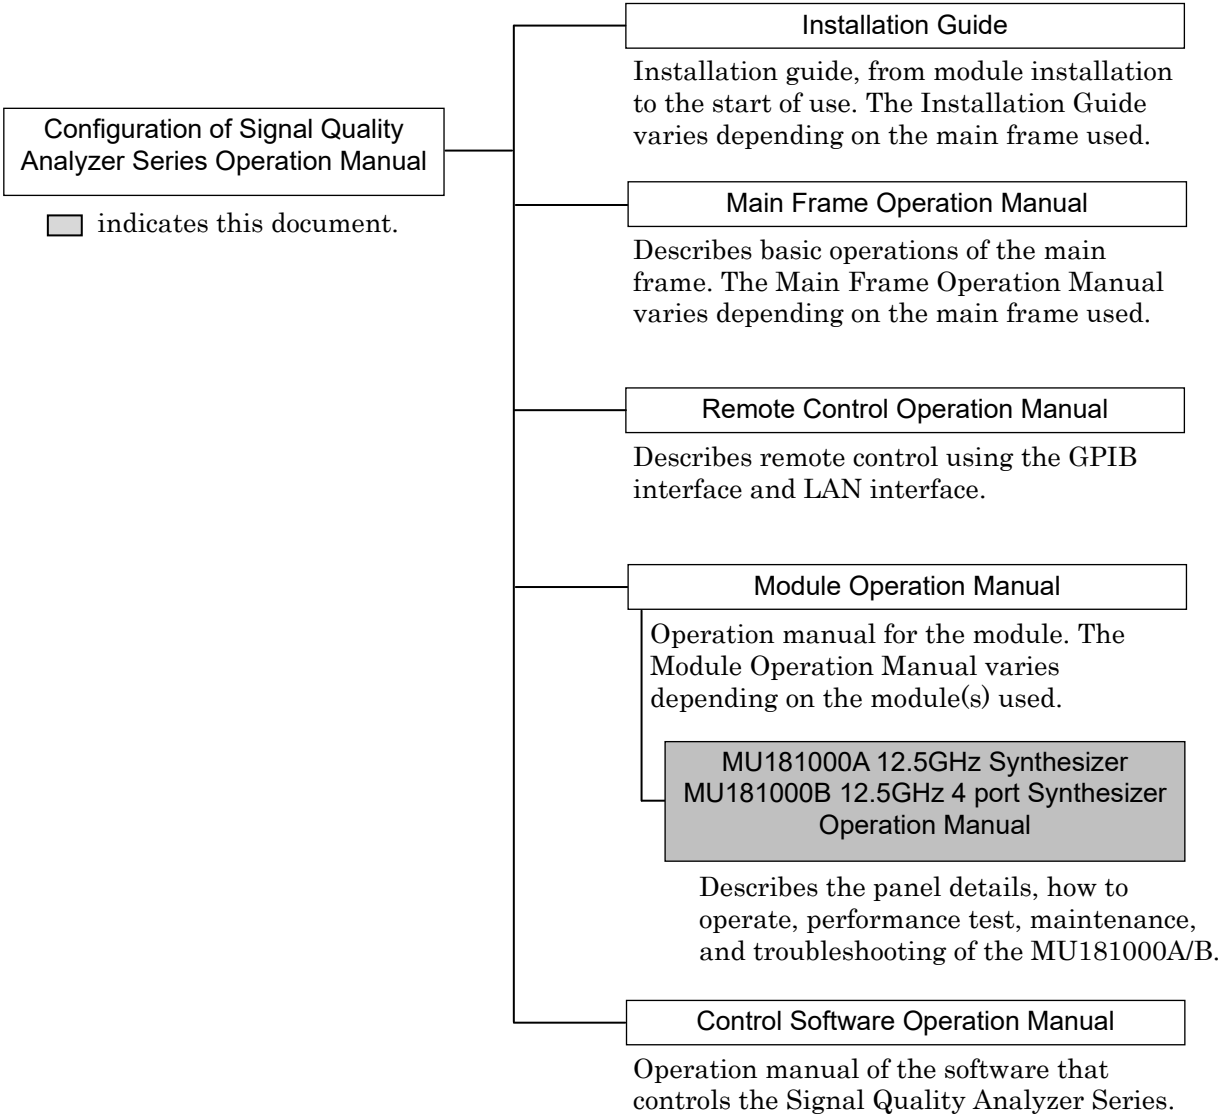 Configuration of Signal Quality
Analyzer Series Operation Manual
indicates this document.
Installation Guide
Installation guide, from module installation
to the start of use. The Installation Guide
varies depending on the main frame used.
Main Frame Operation Manual
Describes basic operations of the main
frame. The Main Frame Operation Manual
varies depending on the main frame used.
Remote Control Operation Manual
Describes remote control using the GPIB
interface and LAN interface.
Module Operation Manual
Operation manual for the module. The
Module Operation Manual varies
depending on the module(s) used.
MU181000A 12.5GHz Synthesizer
MU181000B 12.5GHz 4 port Synthesizer
Operation Manual
Describes the panel details, how to
operate, performance test, maintenance,
and troubleshooting of the MU181000A/B.
Control Software Operation Manual
Operation manual of the software that
controls the Signal Quality Analyzer Series.